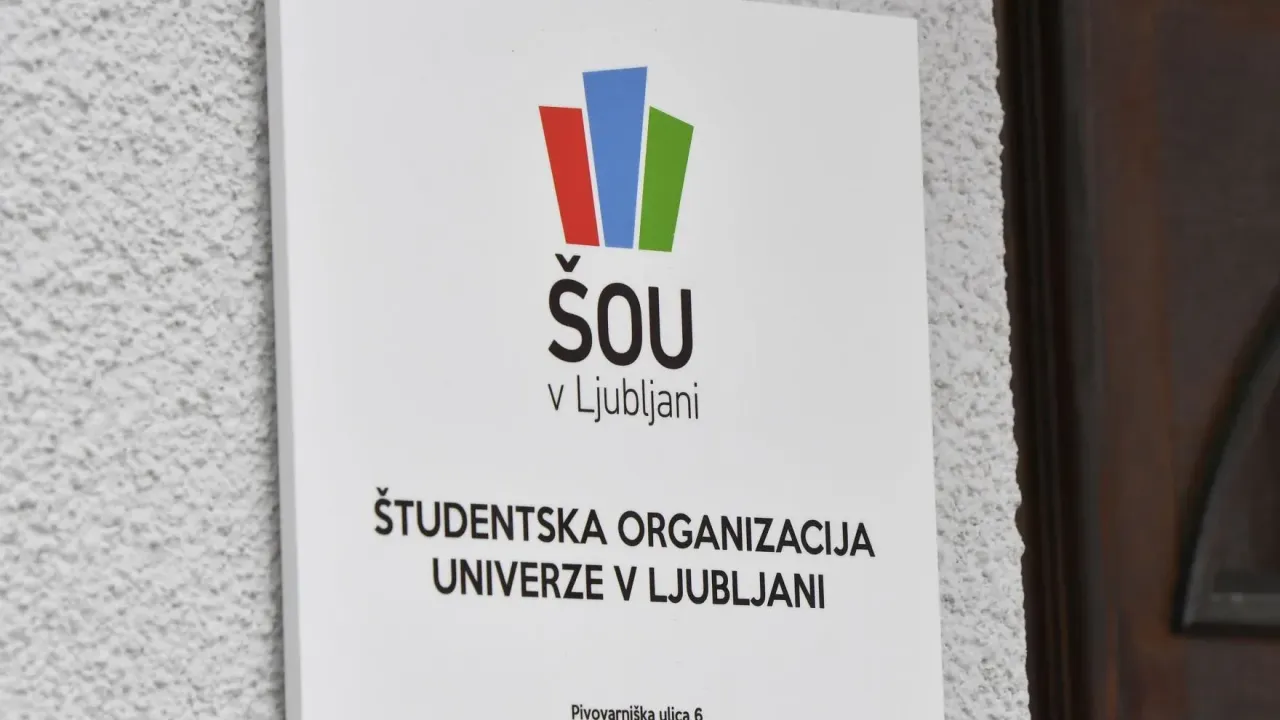 ŠOU
v Ljubljani
ŠTUDENTSKA ORGANIZACIJA
UNIVERZE V LJUBLJANI
Pivovarniška ulica 6